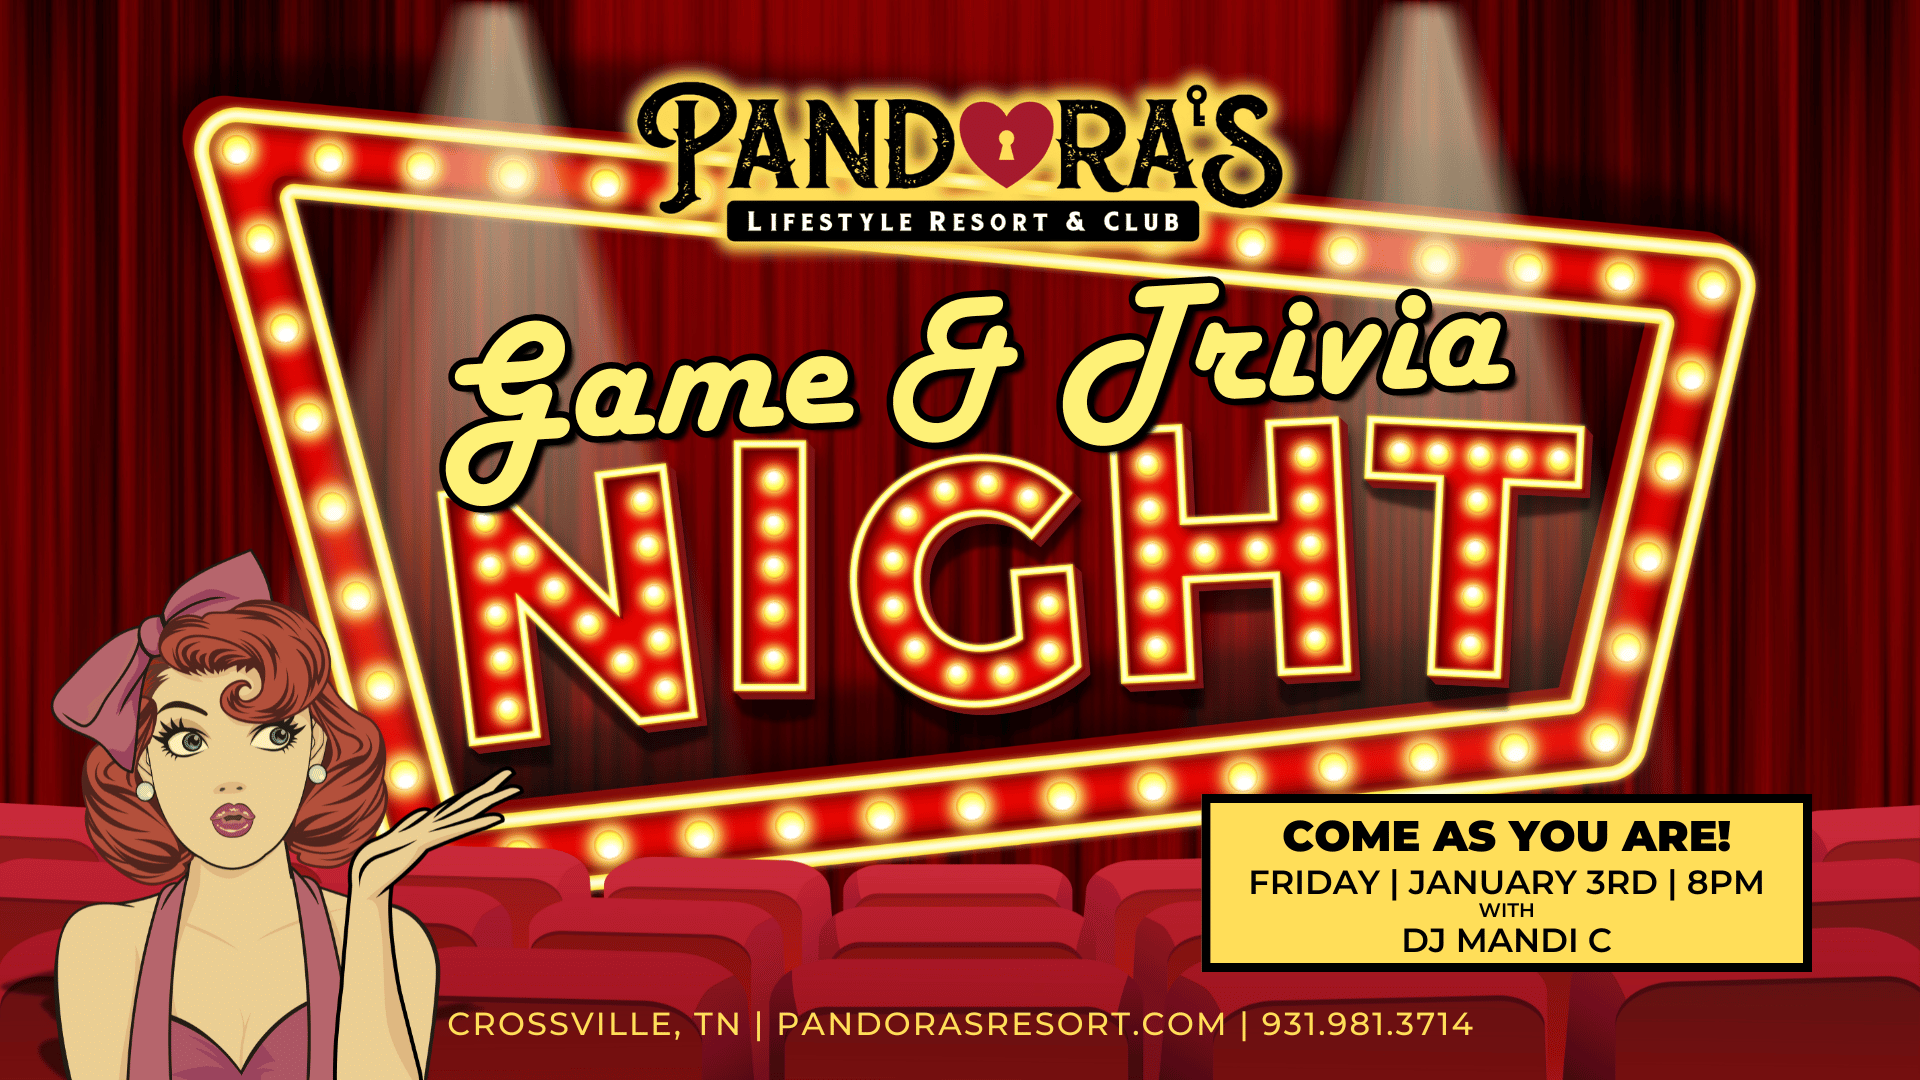 PANDORA'S
LIFESTYLE RESORT & CLUB
Game & Trivia
NIGHT
COME AS YOU ARE!
FRIDAY | JANUARY 3RD | 8PM
WITH
DJ MANDI C
CROSSVILLE, TN | PANDORASRESORT.COM | 931.981.3714